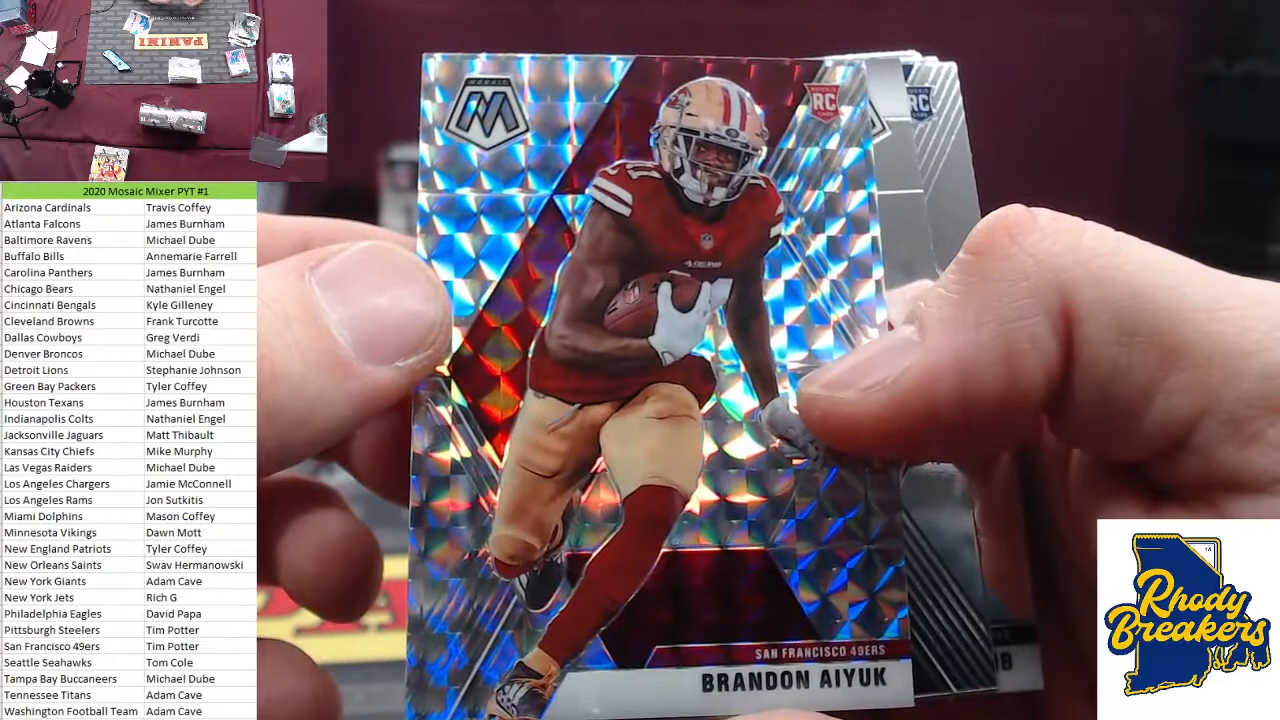 PANINI
2020 Mosaic Mixer PYT #1
Arizona Cardinals Travis Coffey
Atlanta Falcons James Burnham
Baltimore Ravens Michael Dube
Buffalo Bills Annemarie Farrell
Carolina Panthers James Burnham
Chicago Bears Nathaniel Engel
Cincinnati Bengals Kyle Gilleney
Cleveland Browns Frank Turcotte
Dallas Cowboys Greg Verdi
Denver Broncos Michael Dube
Detroit Lions Stephanie Johnson
Green Bay Packers Tyler Coffey
Houston Texans James Burnham
Indianapolis Colts Nathaniel Engel
Jacksonville Jaguars Matt Thibault
Kansas City Chiefs Mike Murphy
Las Vegas Raiders Michael Dube
Los Angeles Chargers Jamie McConnell
Los Angeles Rams Jon Sutkitis
Miami Dolphins Mason Coffey
Minnesota Vikings Dawn Mott
New England Patriots Tyler Coffey
New Orleans Saints Swav Hermanowski
New York Giants Adam Cave
New York Jets Rich G
Philadelphia Eagles David Papa
Pittsburgh Steelers Tim Potter
San Francisco 49ers Tim Potter
Seattle Seahawks Tom Cole
Tampa Bay Buccaneers Michael Dube
Tennessee Titans Adam Cave
Washington Football Team Adam Cave
MOSAIC
M
RC
RC
49ERS
SAN FRANCISCO 49ERS
BRANDON AIYUK
Rhody
Breakers